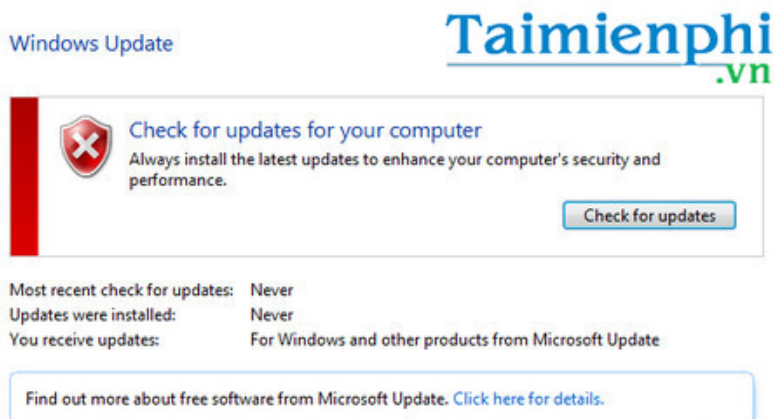 Windows Update
Taimienphi
.vn
Check for updates for your computer
Always install the latest updates to enhance your computer's security and
performance.
Check for updates
Most recent check for updates: Never
Updates were installed: Never
You receive updates: For Windows and other products from Microsoft Update
Find out more about free software from Microsoft Update. Click here for details.